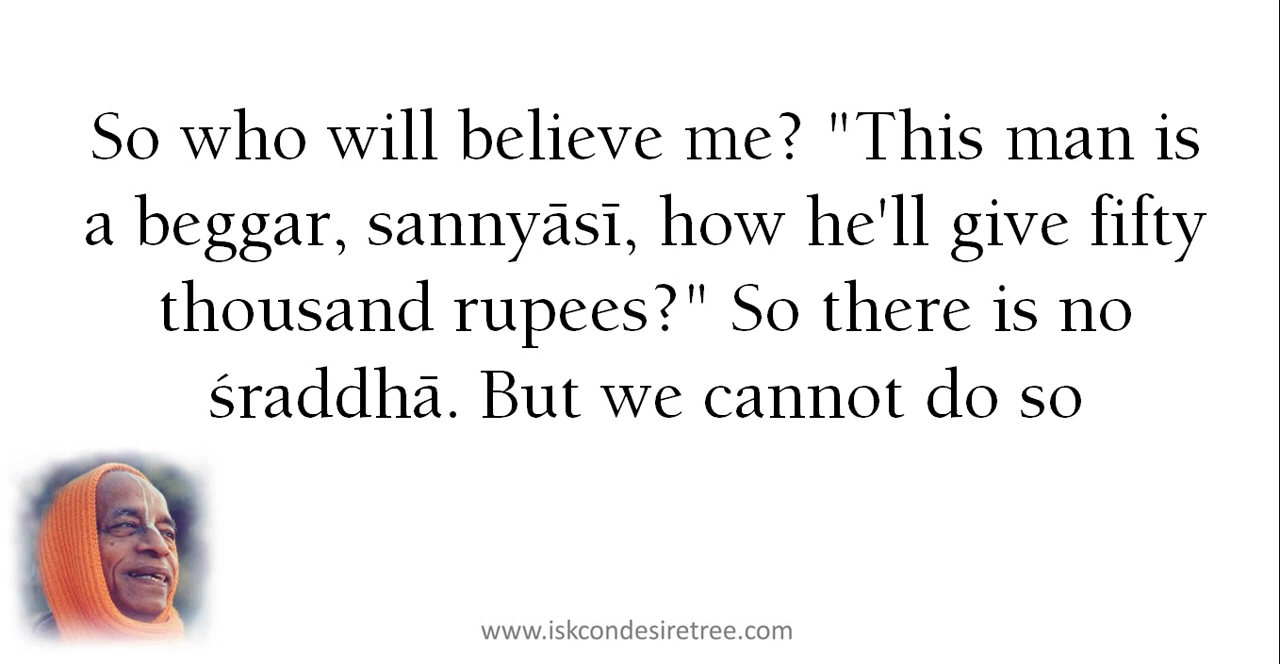 So who will believe me? "This man is
a beggar, sannyāsī, how he'll give fifty
thousand rupees?" So there is no
śraddhā. But we cannot do so
www.iskcondesiretree.com